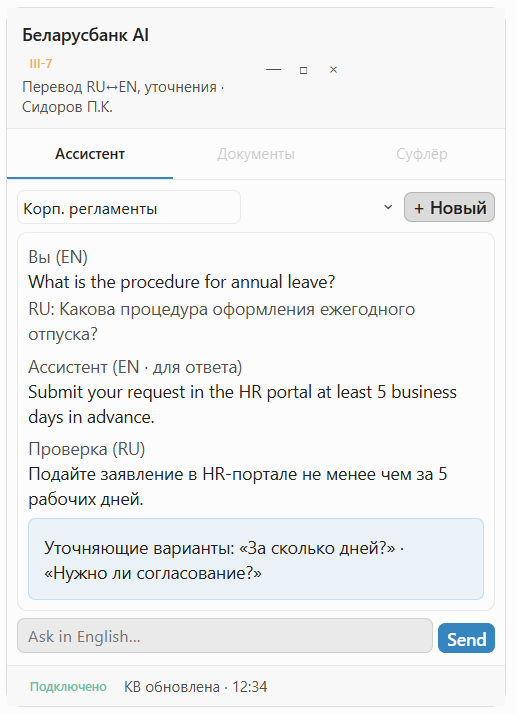 Беларусбанк AI
III-7
Перевод RU↔EN, уточнения ·
Сидоров П.К.
Ассистент Документы Суфлёр
Корп. регламенты + Новый
Вы (EN)
What is the procedure for annual leave?
RU: Какова процедура оформления ежегодного
отпуска?
Ассистент (EN · для ответа)
Submit your request in the HR portal at least 5 business
days in advance.
Проверка (RU)
Подайте заявление в HR-портале не менее чем за 5
рабочих дней.
Уточняющие варианты: «За сколько дней?» ·
«Нужно ли согласование?»
Ask in English...
Send
Подключено KB обновлена · 12:34